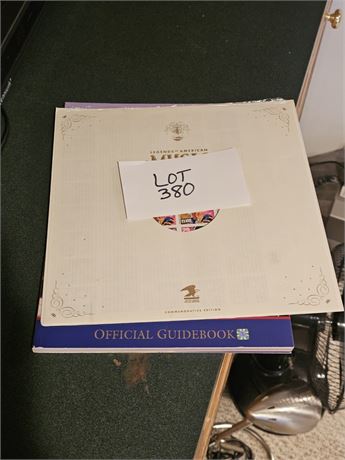 LEGENDS OF AMERICAN
MUSIC
LOT
380
COMMEMORATIVE EDITION
OFFICIAL GUIDEBOOK